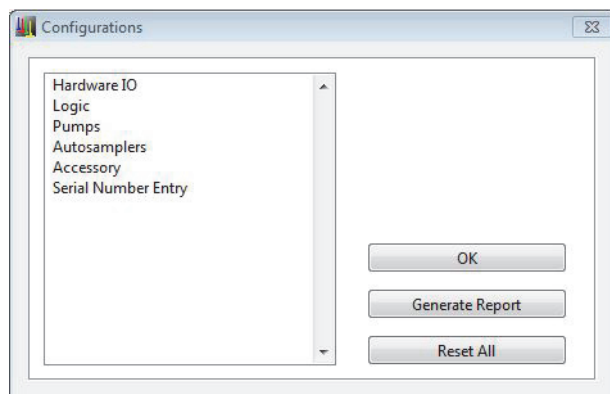 Configurations
Hardware IO
Logic
Pumps
Autosamplers
Accessory
Serial Number Entry
OK
Generate Report
Reset All